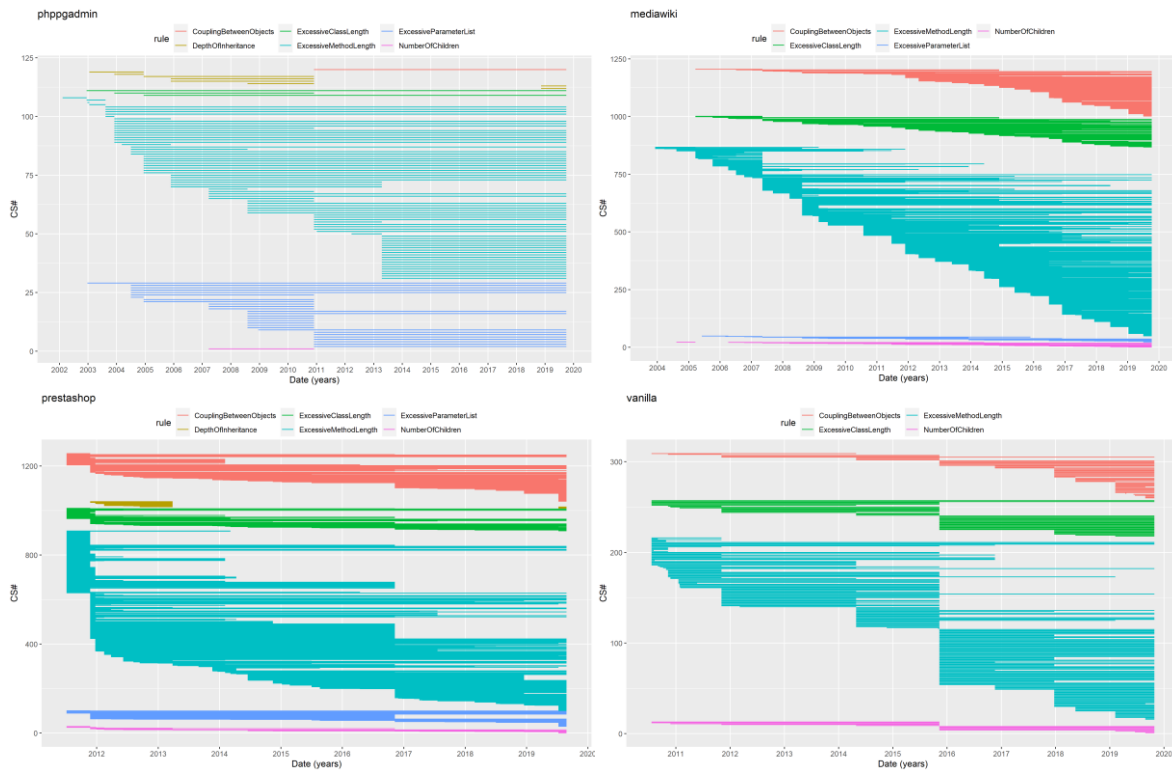 phppgadmin
rule CouplingBetweenObjects ExcessiveClassLength ExcessiveParameterList
DepthOfInheritance ExcessiveMethodLength NumberOfChildren
125
100
75
50
25
0
CS#
2002 2003 2004 2005 2006 2007 2008 2009 2010 2011 2012 2013 2014 2015 2016 2017 2018 2019 2020
Date (years)
mediawiki
rule CouplingBetweenObjects ExcessiveMethodLength NumberOfChildren
ExcessiveClassLength ExcessiveParameterList
1250
1000
750
500
250
0
CS#
2004 2005 2006 2007 2008 2009 2010 2011 2012 2013 2014 2015 2016 2017 2018 2019 2020
Date (years)
prestashop
rule CouplingBetweenObjects ExcessiveClassLength ExcessiveParameterList
DepthOfInheritance ExcessiveMethodLength NumberOfChildren
1200
800
400
0
CS#
2012 2013 2014 2015 2016 2017 2018 2019 2020
Date (years)
vanilla
rule CouplingBetweenObjects ExcessiveMethodLength
ExcessiveClassLength NumberOfChildren
300
200
100
0
CS#
2011 2012 2013 2014 2015 2016 2017 2018 2019 2020
Date (years)